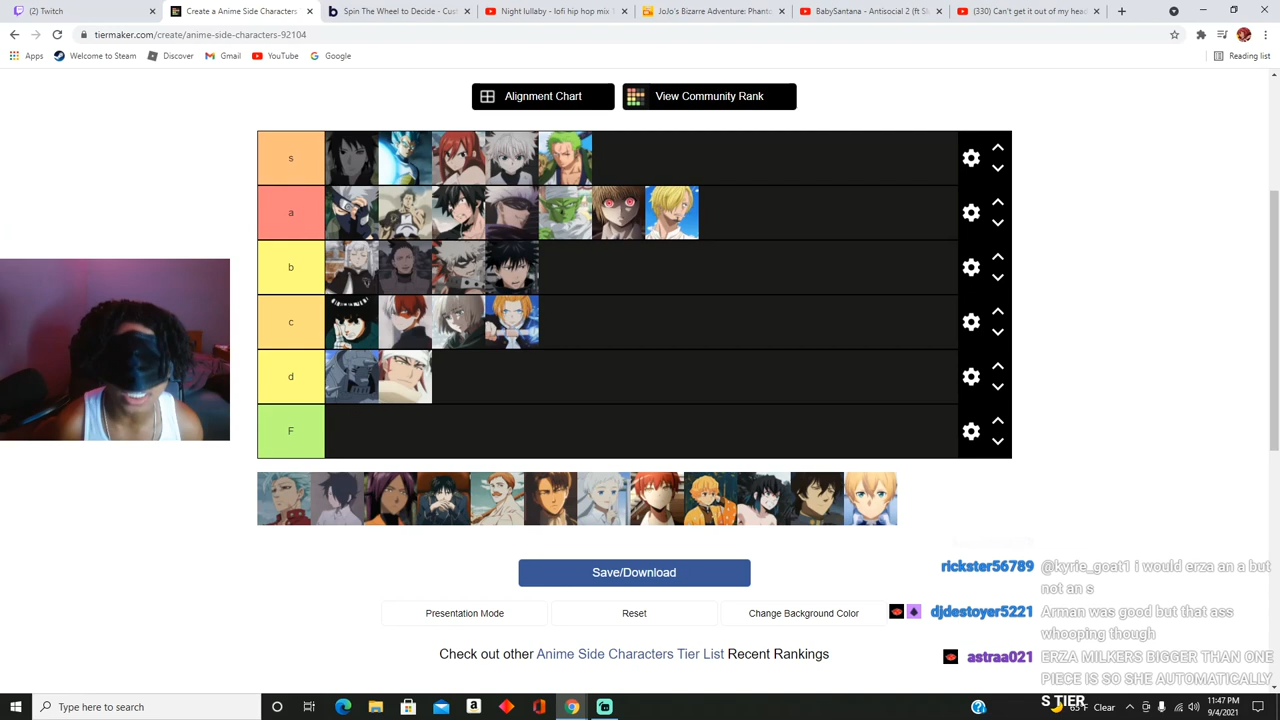 (2) Twitch
Create a Anime Side Characters
Spin The Wheel to Decide - Cust
Night lullaby - lofi hip hop mix
JoJo's Bizarre Adventure: Phanto
BabySantana - Antisocial 2 (ft Sl
(330) Can't get it out of my head
tiermaker.com/create/anime-side-characters-92104
Apps
Welcome to Steam
Discover
Gmail
YouTube
Google
Reading list
Alignment Chart
View Community Rank
s
a
b
c
d
F
Save/Download
Presentation Mode
Reset
Change Background Color
Check out other Anime Side Characters Tier List Recent Rankings
rickster56789 @kyrie_goat1 i would erza an a but
not an s
djdestoyer5221 Arman was good but that ass
whooping though
astraa021 ERZA MILKERS BIGGER THAN ONE
PIECE IS SO SHE AUTOMATICALLY
S TIER
Type here to search
Clear
11:47 PM
9/4/2021